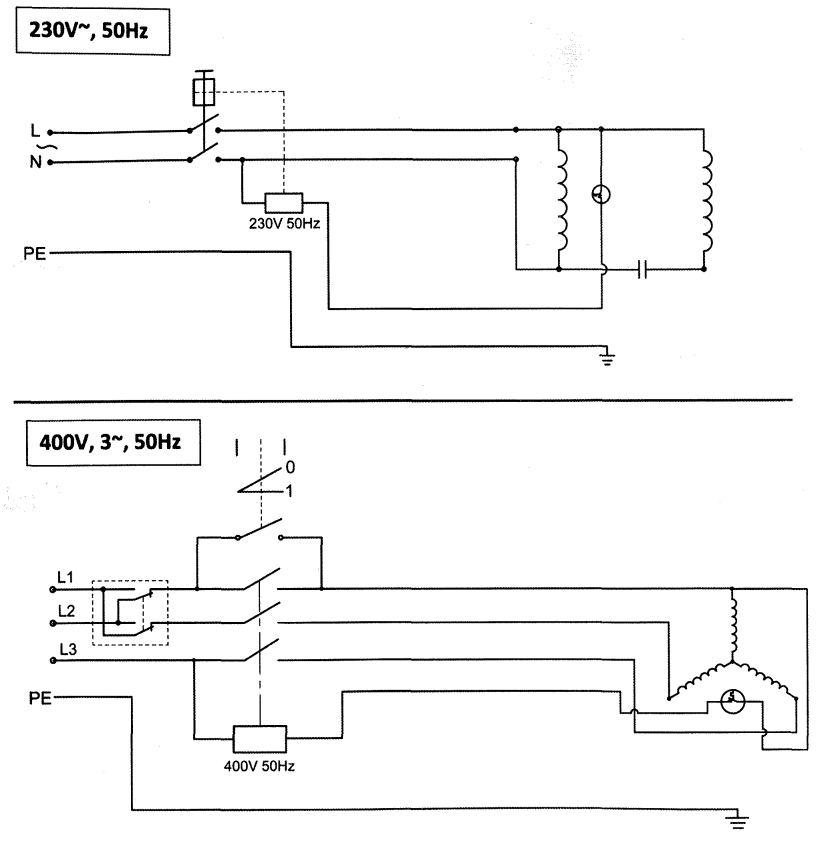 230V~, 50Hz
L
~
N
230V 50Hz
PE
400V, 3~, 50Hz
0
1
L1
L2
L3
PE
400V 50Hz